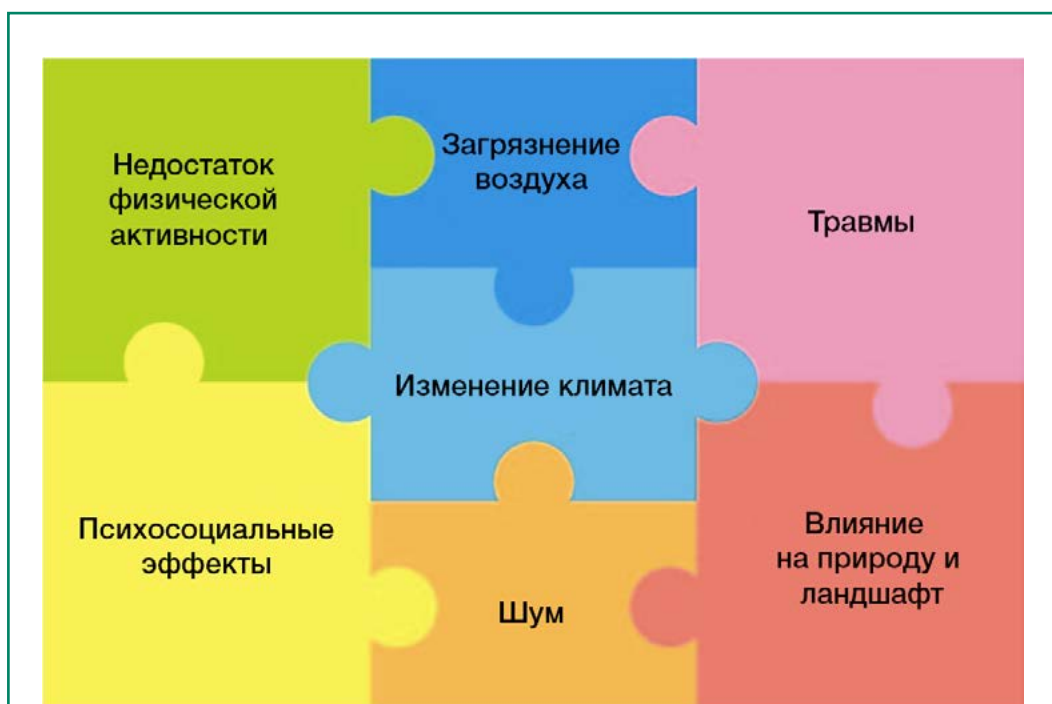 Недостаток
физической
активности
Загрязнение
воздуха
Травмы
Изменение климата
Психосоциальные
эффекты
Шум
Влияние
на природу и
ландшафт